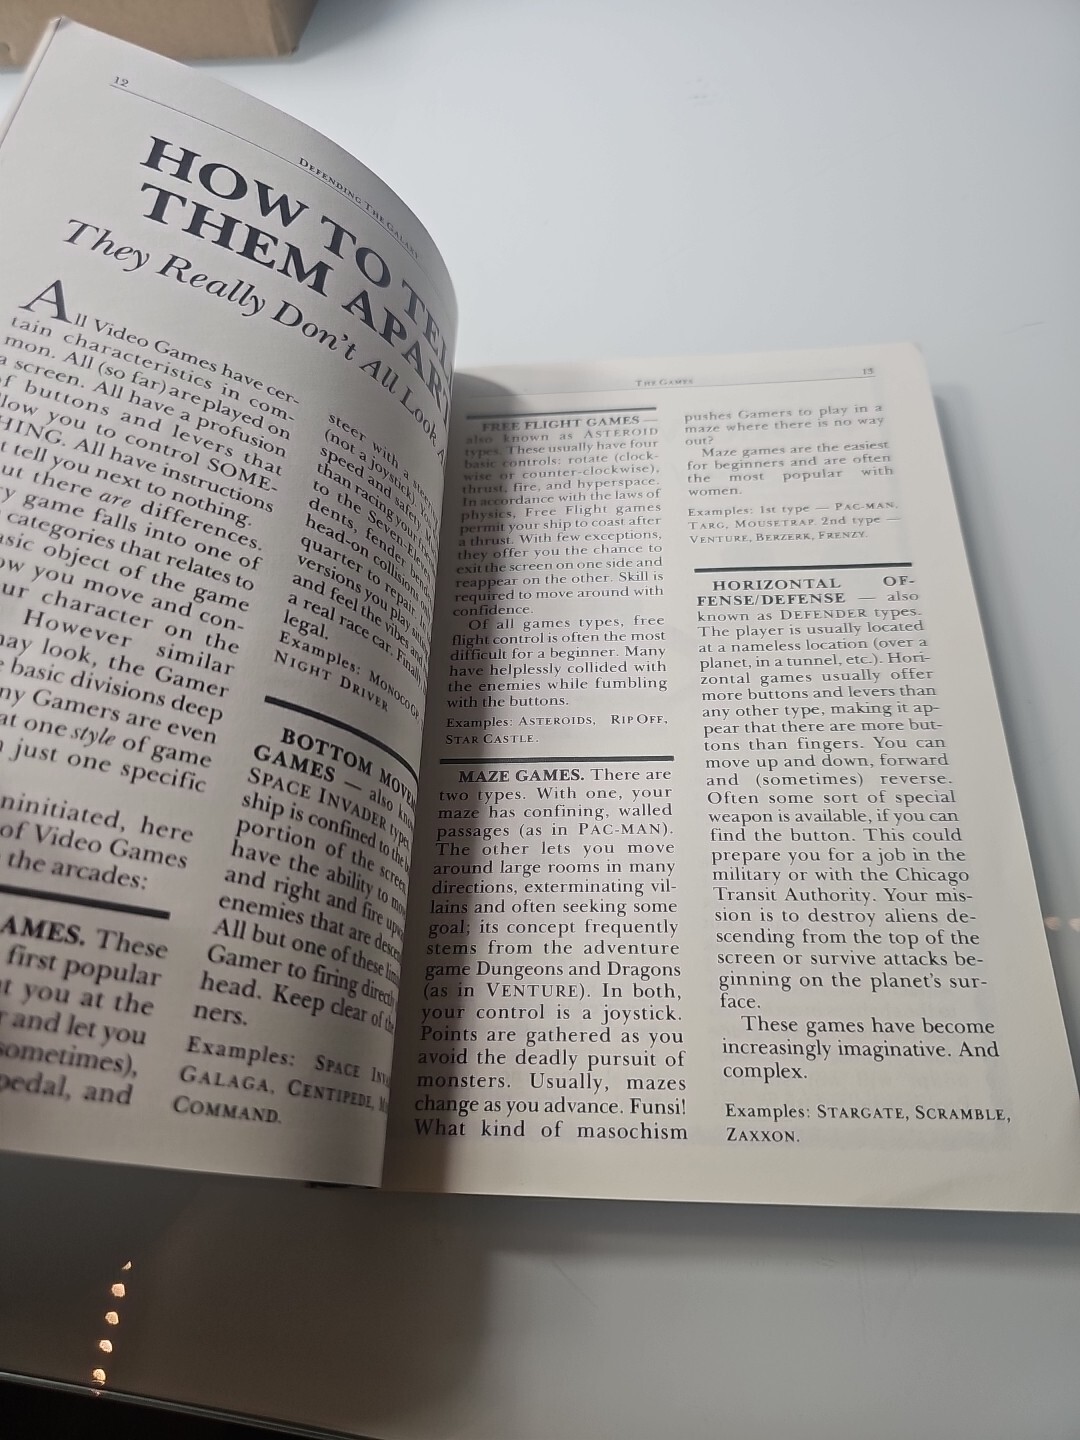 12
DEFENDING THE GALAXY
HOW TO TELL
THEM APART
They Really Don't All Look
All Video Games have cer-
tain characteristics in com-
mon. All (so far) are played on
a screen. All have a profusion
of buttons and levers that
allow you to control SOME-
THING. All have instructions
tell you next to nothing.
but there are differences.
game falls into one of
categories that relates to
basic object of the game
how you move and con-
your character on the
However similar
may look, the Gamer
basic divisions deep
Gamers are even
at one style of game
just one specific
uninitiated, here
of Video Games
the arcades:
GAMES. These
first popular
you at the
and let you
sometimes),
pedal, and
steer with a
(not a joystick).
speed and safety
than racing your
to the Seven-Eleven
dents, fender
head-on collisions
quarter to repair. In
versions you play
and feel the vibes and
a real race car. Finally
legal.
Examples: MONOCO GP,
NIGHT DRIVER
BOTTOM
GAMES — also
SPACE INVADER types,
ship is confined to the
portion of the screen
have the ability to move
and right and fire
enemies that are
All but one of these
Gamer to firing directly
head. Keep clear of the
ners.
Examples: SPACE
GALAGA, CENTIPEDE,
COMMAND.
THE GAMES
13
FREE FLIGHT GAMES —
also known as ASTEROID
types. These usually have four
basic controls: rotate (clock-
wise or counter-clockwise),
thrust, fire, and hyperspace.
In accordance with the laws of
physics, Free Flight games
permit your ship to coast after
a thrust. With few exceptions,
they offer you the chance to
exit the screen on one side and
reappear on the other. Skill is
required to move around with
confidence.
Of all games types, free
flight control is often the most
difficult for a beginner. Many
have helplessly collided with
the enemies while fumbling
with the buttons.
Examples: ASTEROIDS, RIP OFF,
STAR CASTLE.
MAZE GAMES. There are
two types. With one, your
maze has confining, walled
passages (as in PAC-MAN).
The other lets you move
around large rooms in many
directions, exterminating vil-
lains and often seeking some
goal; its concept frequently
stems from the adventure
game Dungeons and Dragons
(as in VENTURE). In both,
your control is a joystick.
Points are gathered as you
avoid the deadly pursuit of
monsters. Usually, mazes
change as you advance. Funsi!
What kind of masochism
pushes Gamers to play in a
maze where there is no way
out?
Maze games are the easiest
for beginners and are often
the most popular with
women.
Examples: 1st type — PAC-MAN,
TARG, MOUSETRAP. 2nd type —
VENTURE, BERZERK, FRENZY.
HORIZONTAL OF-
FENSE/DEFENSE — also
known as DEFENDER types.
The player is usually located
at a nameless location (over a
planet, in a tunnel, etc.). Hori-
zontal games usually offer
more buttons and levers than
any other type, making it ap-
pear that there are more but-
tons than fingers. You can
move up and down, forward
and (sometimes) reverse.
Often some sort of special
weapon is available, if you can
find the button. This could
prepare you for a job in the
military or with the Chicago
Transit Authority. Your mis-
sion is to destroy aliens de-
scending from the top of the
screen or survive attacks be-
ginning on the planet's sur-
face.
These games have become
increasingly imaginative. And
complex.
Examples: STARGATE, SCRAMBLE,
ZAXXON.